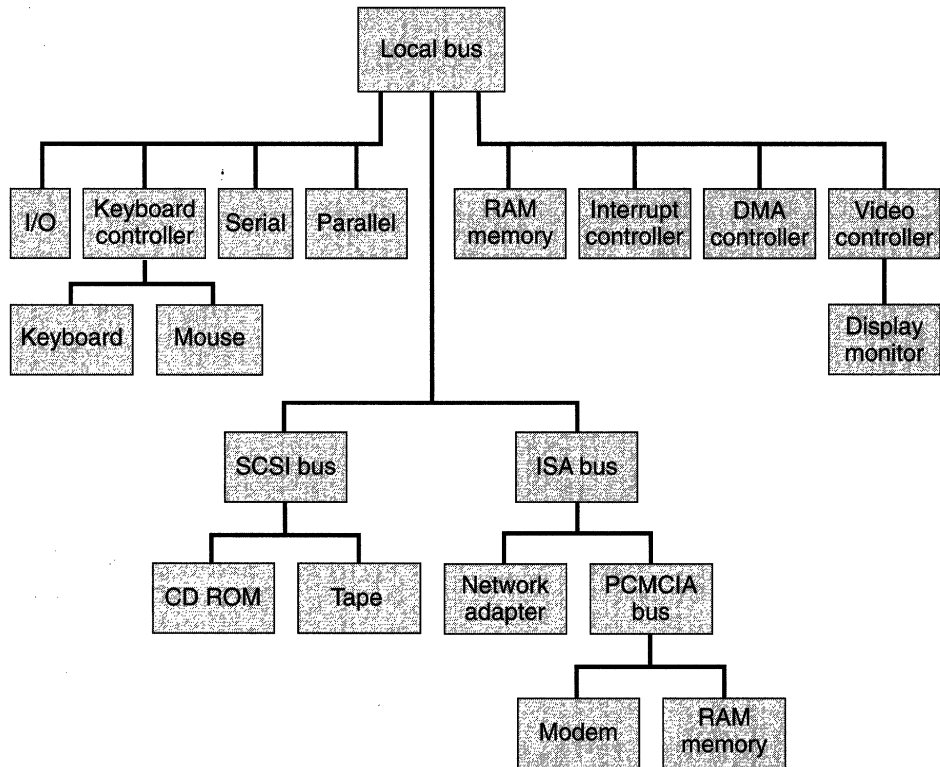 Local bus
I/O
Keyboard
controller
Serial
Parallel
RAM
memory
Interrupt
controller
DMA
controller
Video
controller
Keyboard
Mouse
Display
monitor
SCSI bus
ISA bus
CD ROM
Tape
Network
adapter
PCMCIA
bus
Modem
RAM
memory